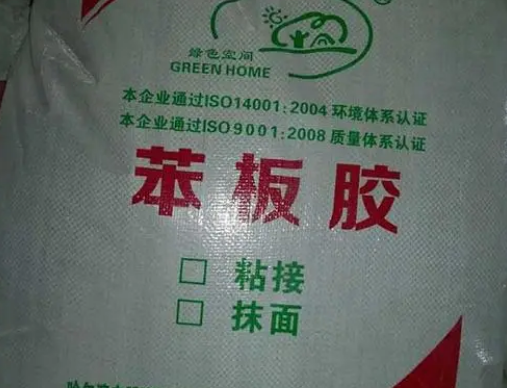 绿色空间
GREEN HOME
®
本企业通过ISO14001:2004 环境体系认证
本企业通过ISO9001:2008 质量体系认证
苯板胶
□ 粘接
□ 抹面